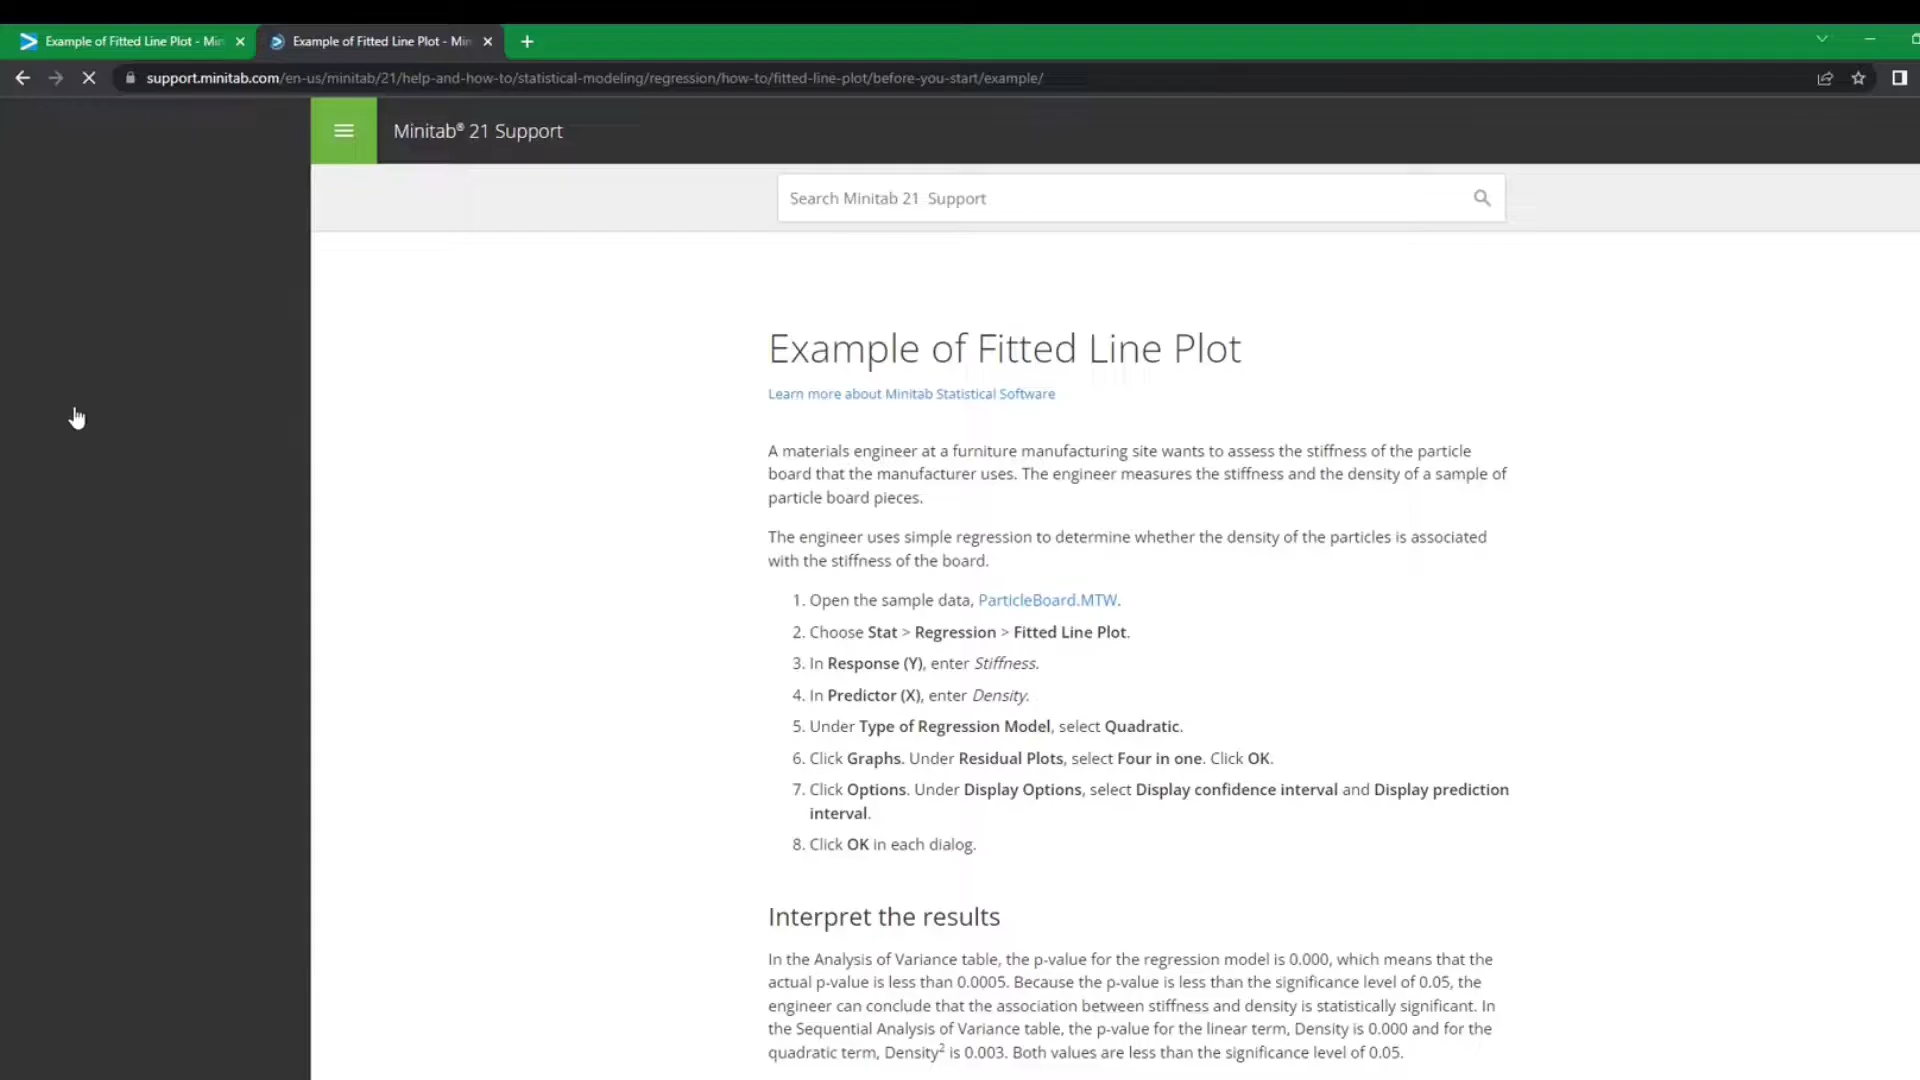 Example of Fitted Line Plot - Min
Example of Fitted Line Plot - Min
support.minitab.com/en-us/minitab/21/help-and-how-to/statistical-modeling/regression/how-to/fitted-line-plot/before-you-start/example/
Minitab® 21 Support
Search Minitab 21 Support
Example of Fitted Line Plot
Learn more about Minitab Statistical Software
A materials engineer at a furniture manufacturing site wants to assess the stiffness of the particle
board that the manufacturer uses. The engineer measures the stiffness and the density of a sample of
particle board pieces.
The engineer uses simple regression to determine whether the density of the particles is associated
with the stiffness of the board.
1. Open the sample data, ParticleBoard.MTW.
2. Choose Stat > Regression > Fitted Line Plot.
3. In Response (Y), enter Stiffness.
4. In Predictor (X), enter Density.
5. Under Type of Regression Model, select Quadratic.
6. Click Graphs. Under Residual Plots, select Four in one. Click OK.
7. Click Options. Under Display Options, select Display confidence interval and Display prediction
interval.
8. Click OK in each dialog.
Interpret the results
In the Analysis of Variance table, the p-value for the regression model is 0.000, which means that the
actual p-value is less than 0.0005. Because the p-value is less than the significance level of 0.05, the
engineer can conclude that the association between stiffness and density is statistically significant. In
the Sequential Analysis of Variance table, the p-value for the linear term, Density is 0.000 and for the
quadratic term, Density² is 0.003. Both values are less than the significance level of 0.05.